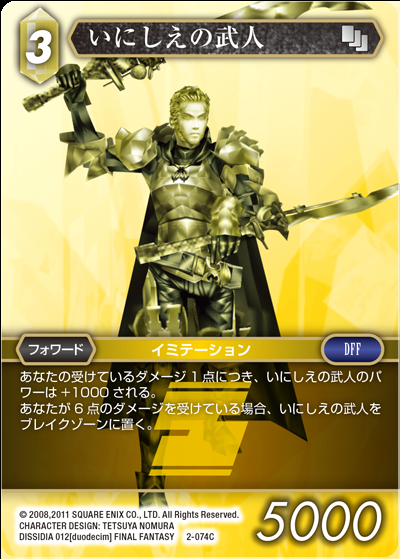 3
いにしえの武人
フォワード
イミテーション
DFF
あなたの受けているダメージ1点につき、いにしえの武人のパ
ワーは+1000される。
あなたが6点のダメージを受けている場合、いにしえの武人を
ブレイクゾーンに置く。
© 2008,2011 SQUARE ENIX CO., LTD. All Rights Reserved.
CHARACTER DESIGN: TETSUYA NOMURA
DISSIDIA 012[duodecim] FINAL FANTASY 2-074C
5000